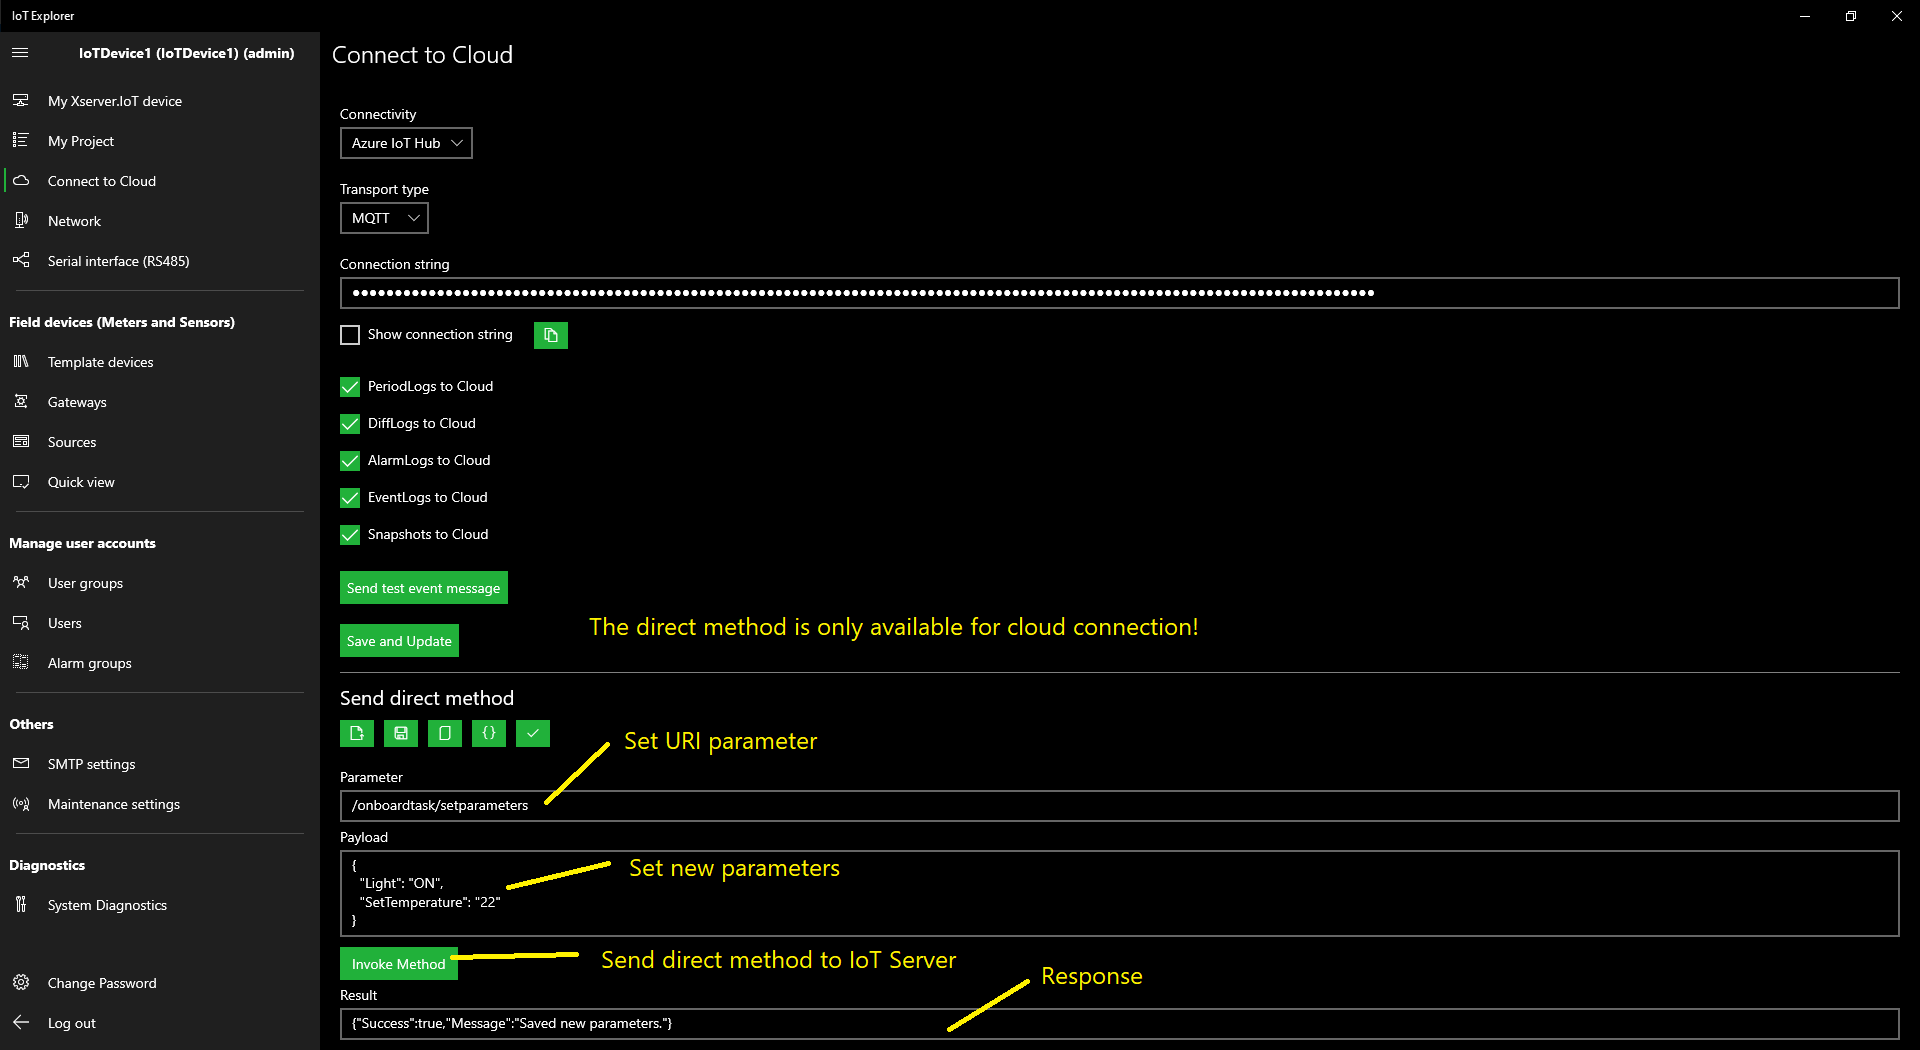 IoT Explorer
IoTDevice1 (IoTDevice1) (admin)
My Xserver.IoT device
My Project
Connect to Cloud
Network
Serial interface (RS485)
Field devices (Meters and Sensors)
Template devices
Gateways
Sources
Quick view
Manage user accounts
User groups
Users
Alarm groups
Others
SMTP settings
Maintenance settings
Diagnostics
System Diagnostics
Change Password
Log out
Connect to Cloud
Connectivity
Azure IoT Hub
Transport type
MQTT
Connection string
Show connection string
PeriodLogs to Cloud
DiffLogs to Cloud
AlarmLogs to Cloud
EventLogs to Cloud
Snapshots to Cloud
Send test event message
The direct method is only available for cloud connection!
Save and Update
Send direct method
{}
Set URI parameter
Parameter
/onboardtask/setparameters
Payload
{
"Light": "ON",
"SetTemperature": "22"
}
Set new parameters
Invoke Method
Send direct method to IoT Server
Response
Result
{"Success":true,"Message":"Saved new parameters."}